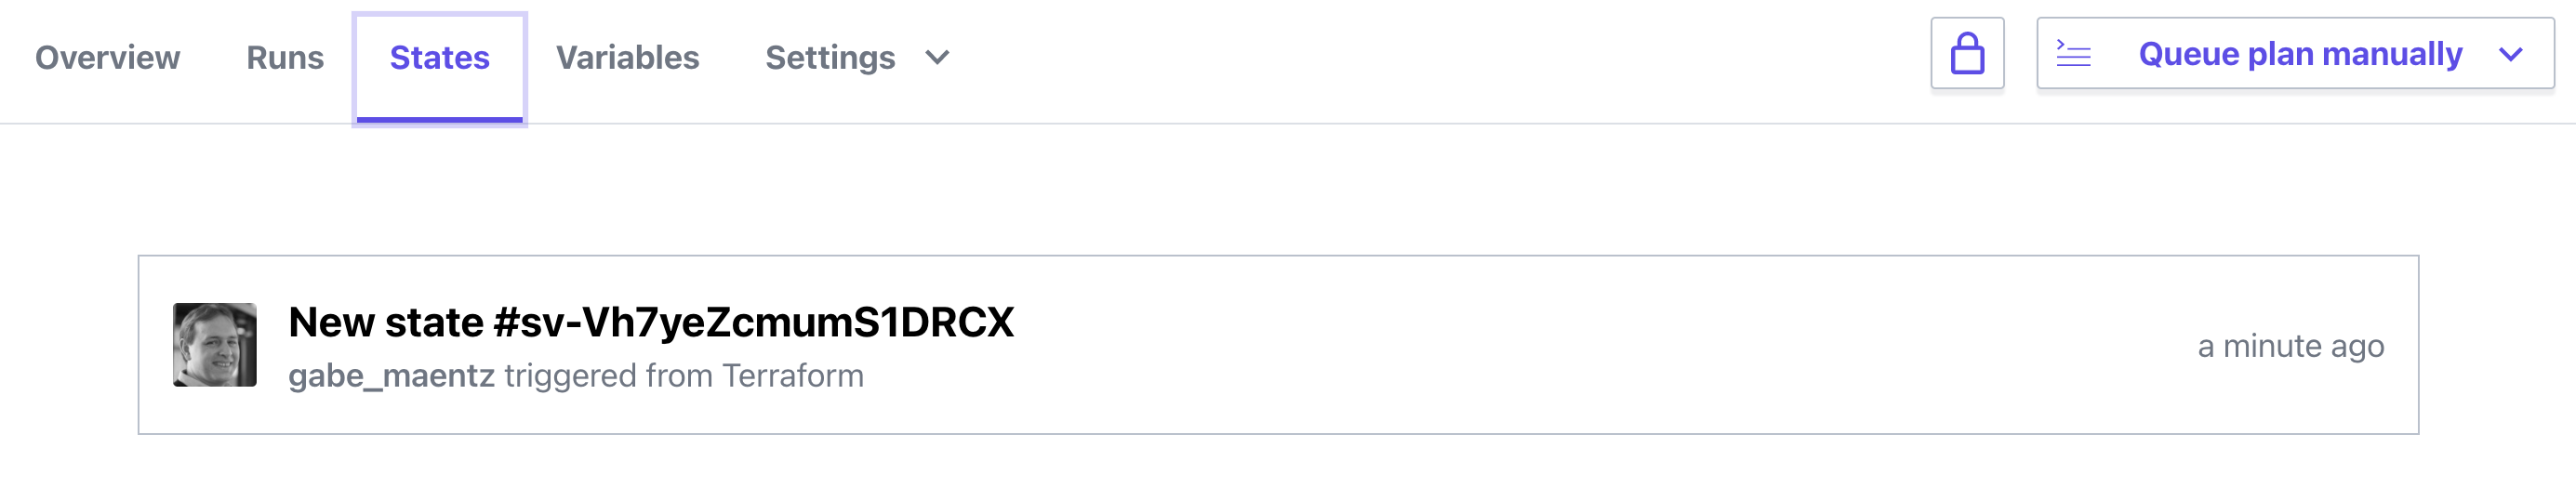 Overview Runs States Variables Settings Queue plan manually
New state #sv-Vh7yeZcmumS1DRCX
gabe_maentz triggered from Terraform
a minute ago